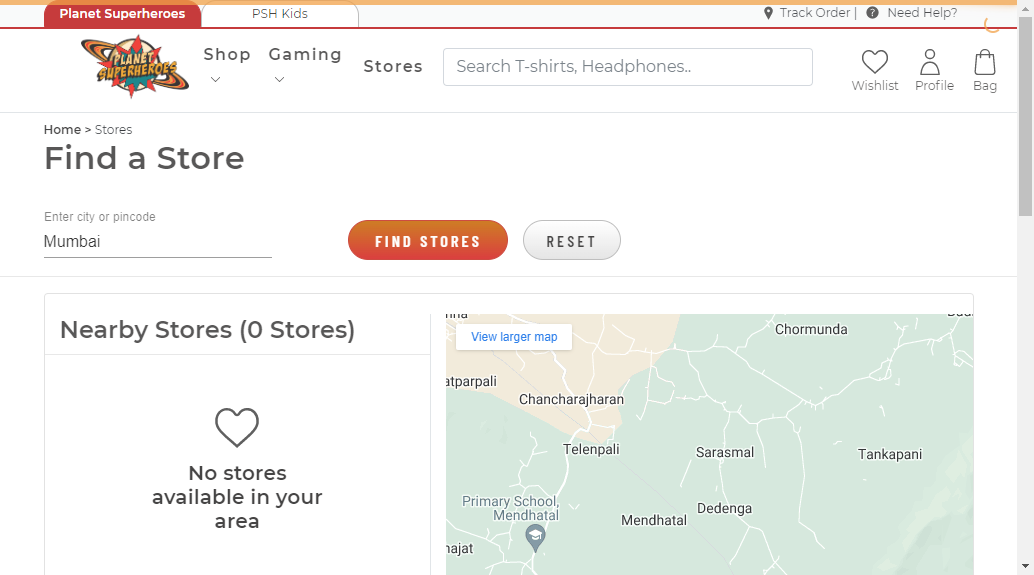 Planet Superheroes
PSH Kids
Track Order |
Need Help?
PLANET
SUPERHEROES
Shop
Gaming
Stores
Search T-shirts, Headphones..
Wishlist
Profile
Bag
Home > Stores
Find a Store
Enter city or pincode
Mumbai
FIND STORES
RESET
Nearby Stores (0 Stores)
No stores
available in your
area
View larger map
Chormunda
atparpali
Chancharajharan
Telenpali
Sarasmal
Tankapani
Primary School,
Mendhatal
Dedenga
Mendhatal
najat